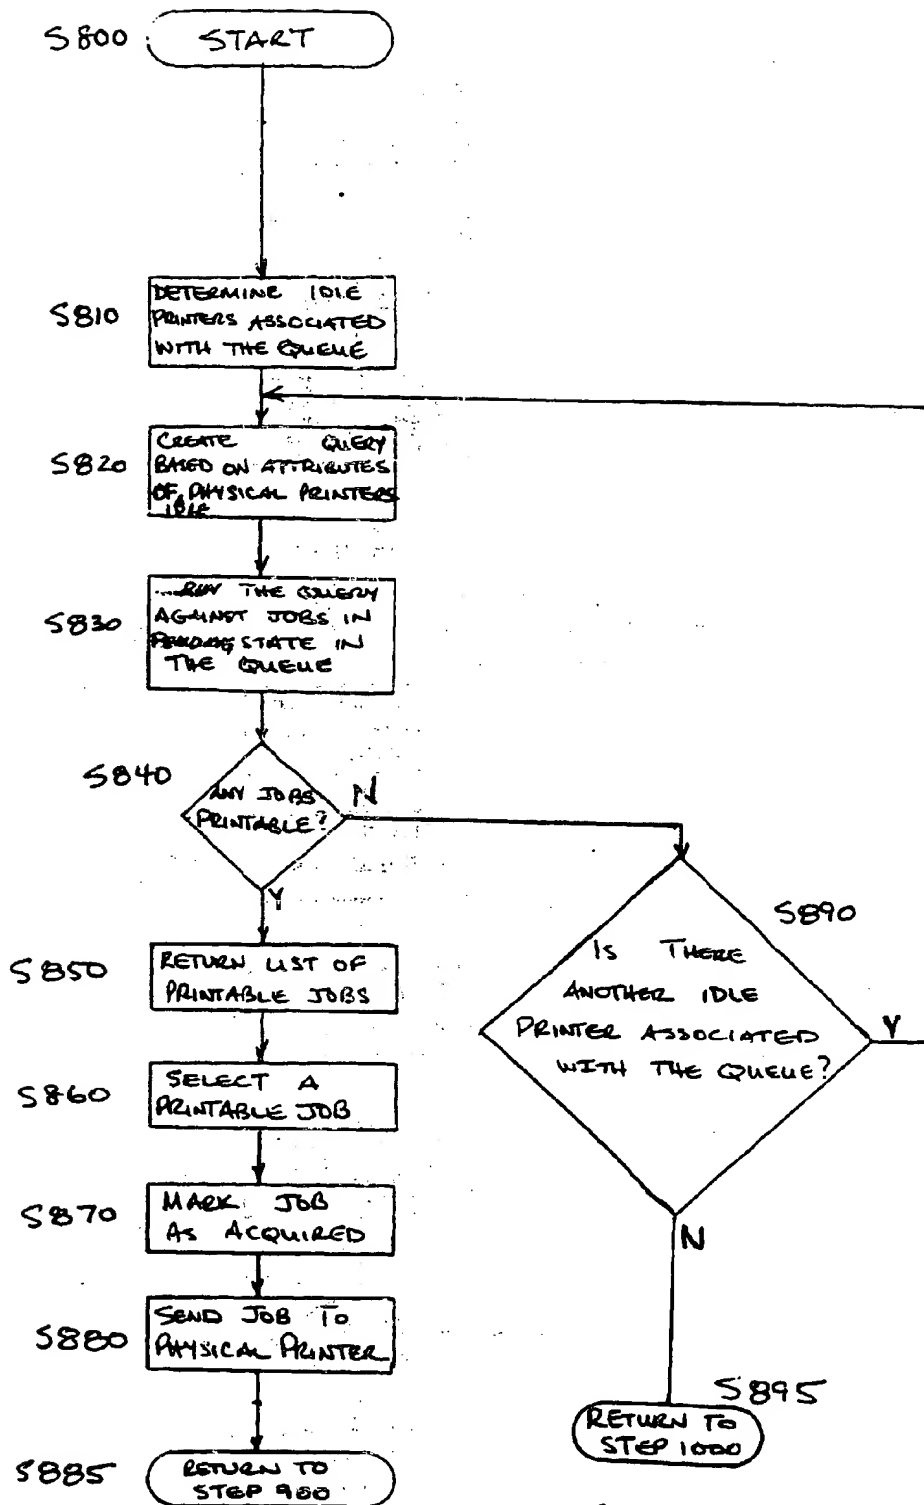 S800
START
S810
DETERMINE IDLE
PRINTERS ASSOCIATED
WITH THE QUEUE
S820
CREATE QUERY
BASED ON ATTRIBUTES
OF PHYSICAL PRINTERS
IDLE
S830
RUN THE QUERY
AGAINST JOBS IN
PENDING STATE IN
THE QUEUE
S840
ANY JOBS
PRINTABLE?
N
Y
S890
IS THERE
ANOTHER IDLE
PRINTER ASSOCIATED
WITH THE QUEUE?
Y
N
S850
RETURN LIST OF
PRINTABLE JOBS
S860
SELECT A
PRINTABLE JOB
S870
MARK JOB
AS ACQUIRED
S880
SEND JOB TO
PHYSICAL PRINTER
S885
RETURN TO
STEP 900
S895
RETURN TO
STEP 1000